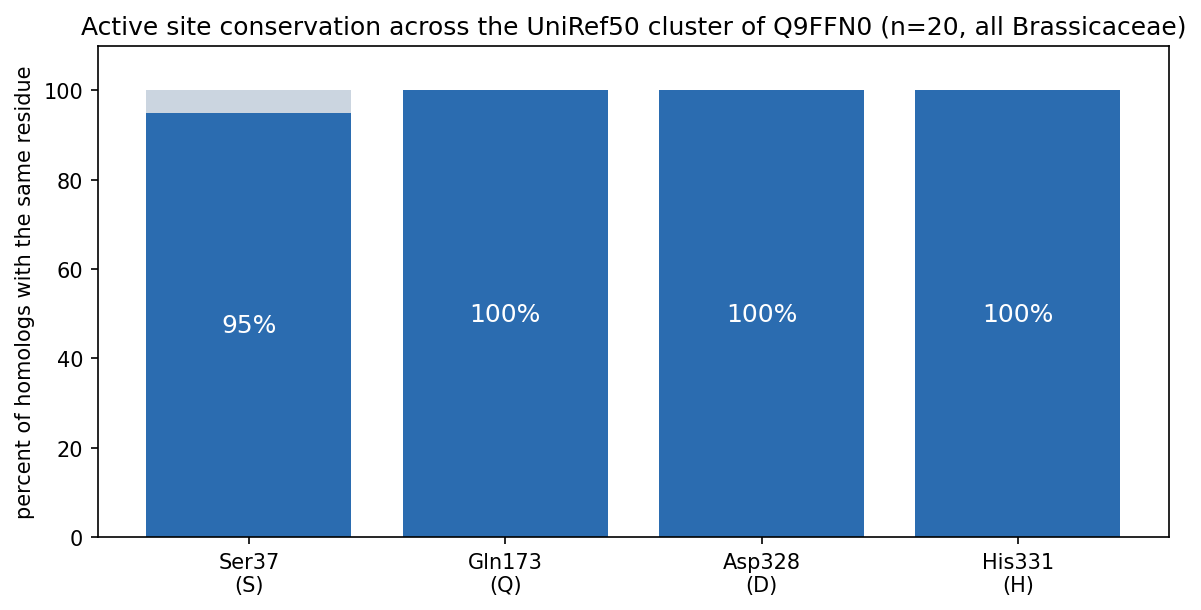 Active site conservation across the UniRef50 cluster of Q9FFN0 (n=20, all Brassicaceae)
percent of homologs with the same residue
100
80
60
40
20
0
95%
100%
100%
100%
Ser37
(S)
Gln173
(Q)
Asp328
(D)
His331
(H)